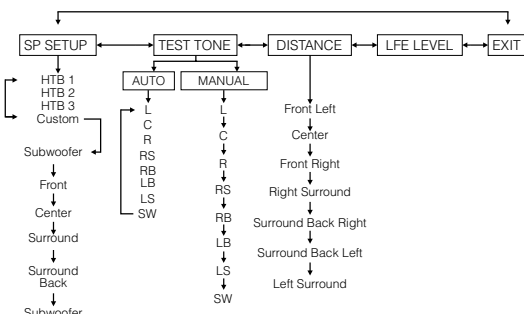 SP SETUP
TEST TONE
DISTANCE
LFE LEVEL
EXIT
HTB 1
HTB 2
HTB 3
Custom
Subwoofer
Front
Center
Surround
Surround
Back
Subwoofer
AUTO
L
C
R
RS
RB
LB
LS
SW
MANUAL
L
C
R
RS
RB
LB
LS
SW
Front Left
Center
Front Right
Right Surround
Surround Back Right
Surround Back Left
Left Surround